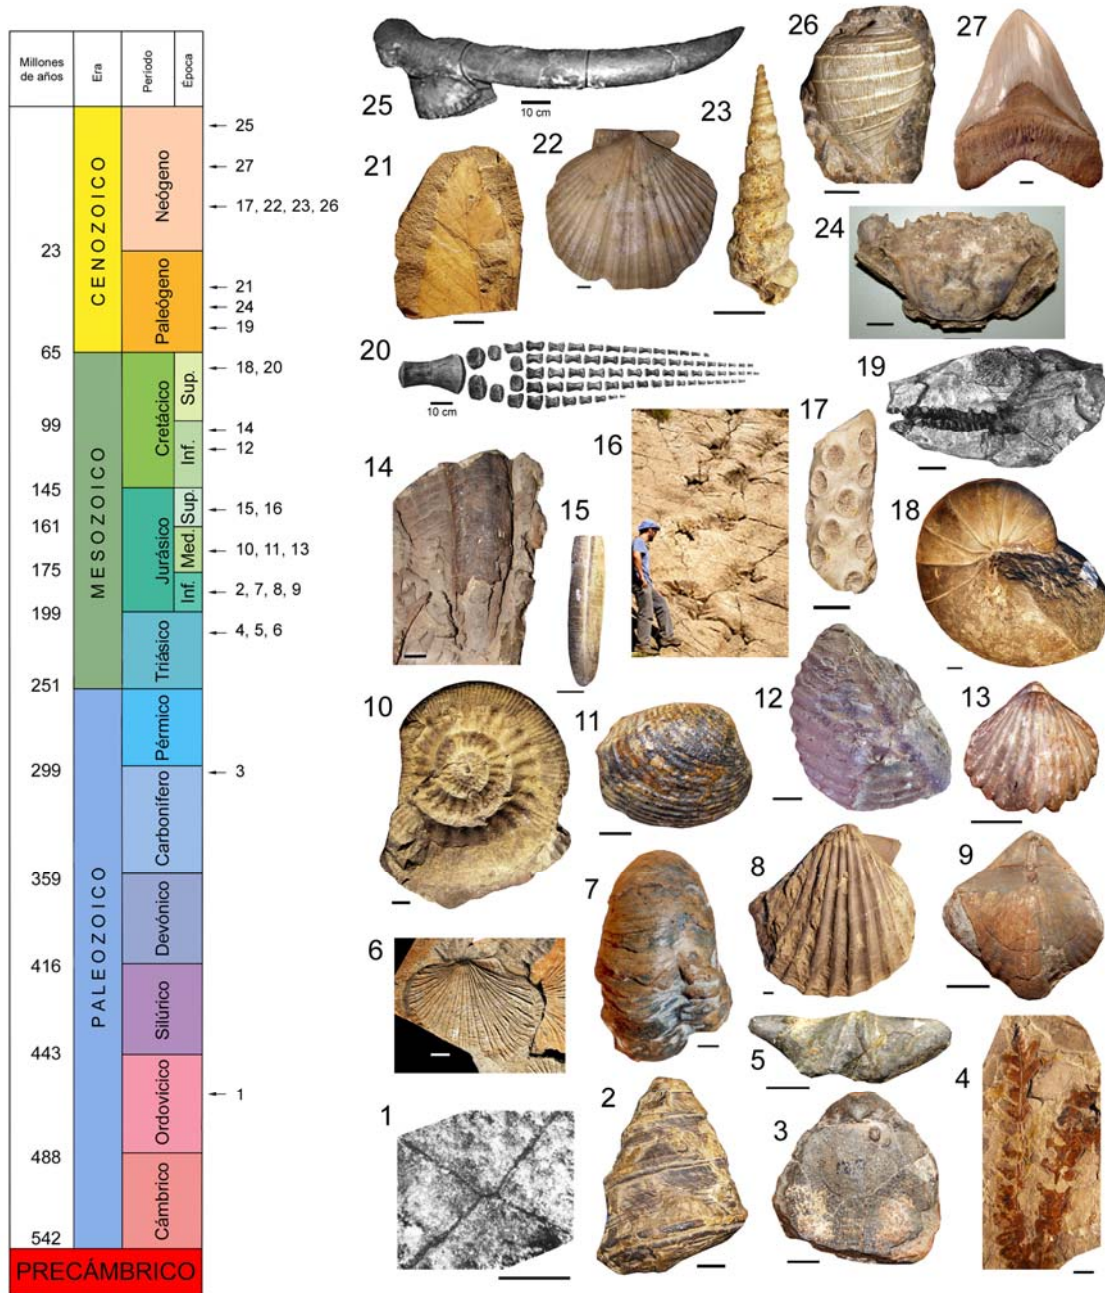 Millones
de años
Era
Período
Época
CENOZOICO
Neógeno
25
27
17, 22, 23, 26
23
Paleógeno
21
24
19
65
MESOZOICO
Cretácico
Sup.
18, 20
99
Inf.
14
12
145
Jurásico
Sup.
15, 16
161
Med.
10, 11, 13
175
Inf.
2, 7, 8, 9
199
Triásico
4, 5, 6
251
PALEOZOICO
Pérmico
299
3
Carbonífero
359
Devónico
416
Silúrico
443
Ordovícico
1
488
Cámbrico
542
PRECÁMBRICO
25
10 cm
26
27
23
22
21
24
20
10 cm
19
17
16
14
15
18
10
11
12
13
7
8
9
6
5
4
1
2
3